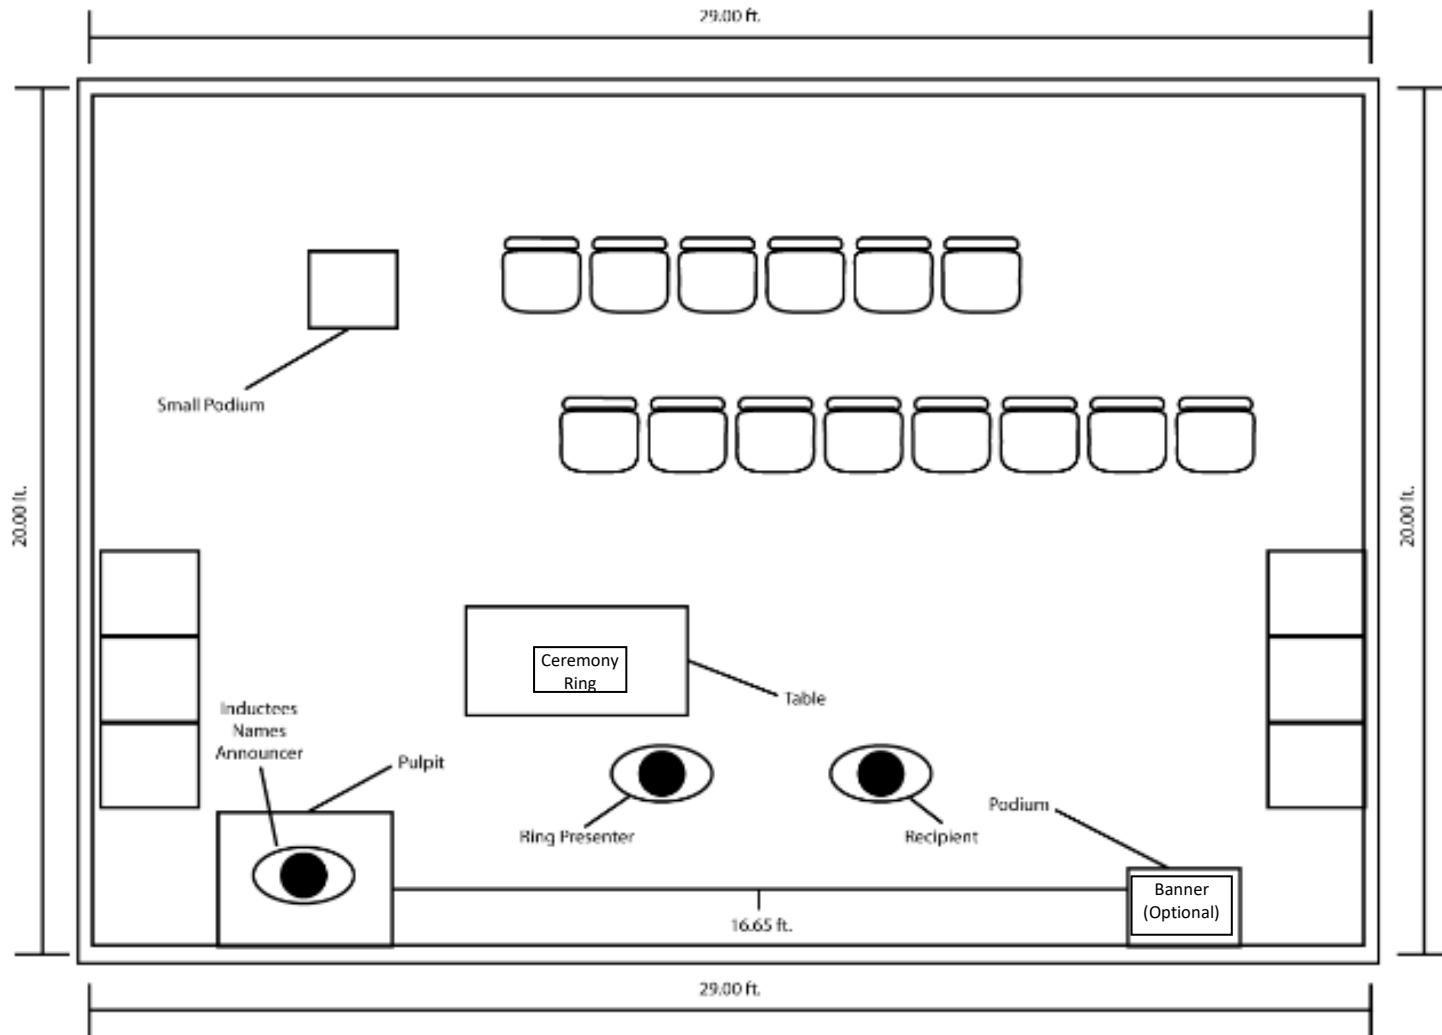 29.00 ft.
Small Podium
20.00 ft.
20.00 ft.
Ceremony
Ring
Table
Inductees
Names
Announcer
Pulpit
Ring Presenter
Recipient
Podium
Banner
(Optional)
16.65 ft.
29.00 ft.